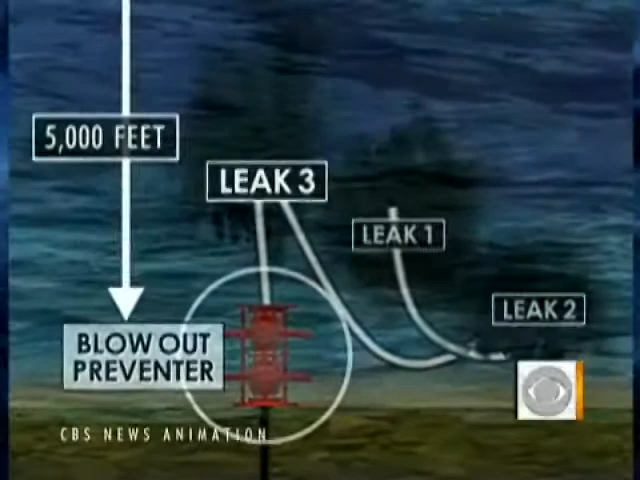 5,000 FEET
LEAK 3
LEAK 1
LEAK 2
BLOW OUT
PREVENTER
CBS NEWS ANIMATION